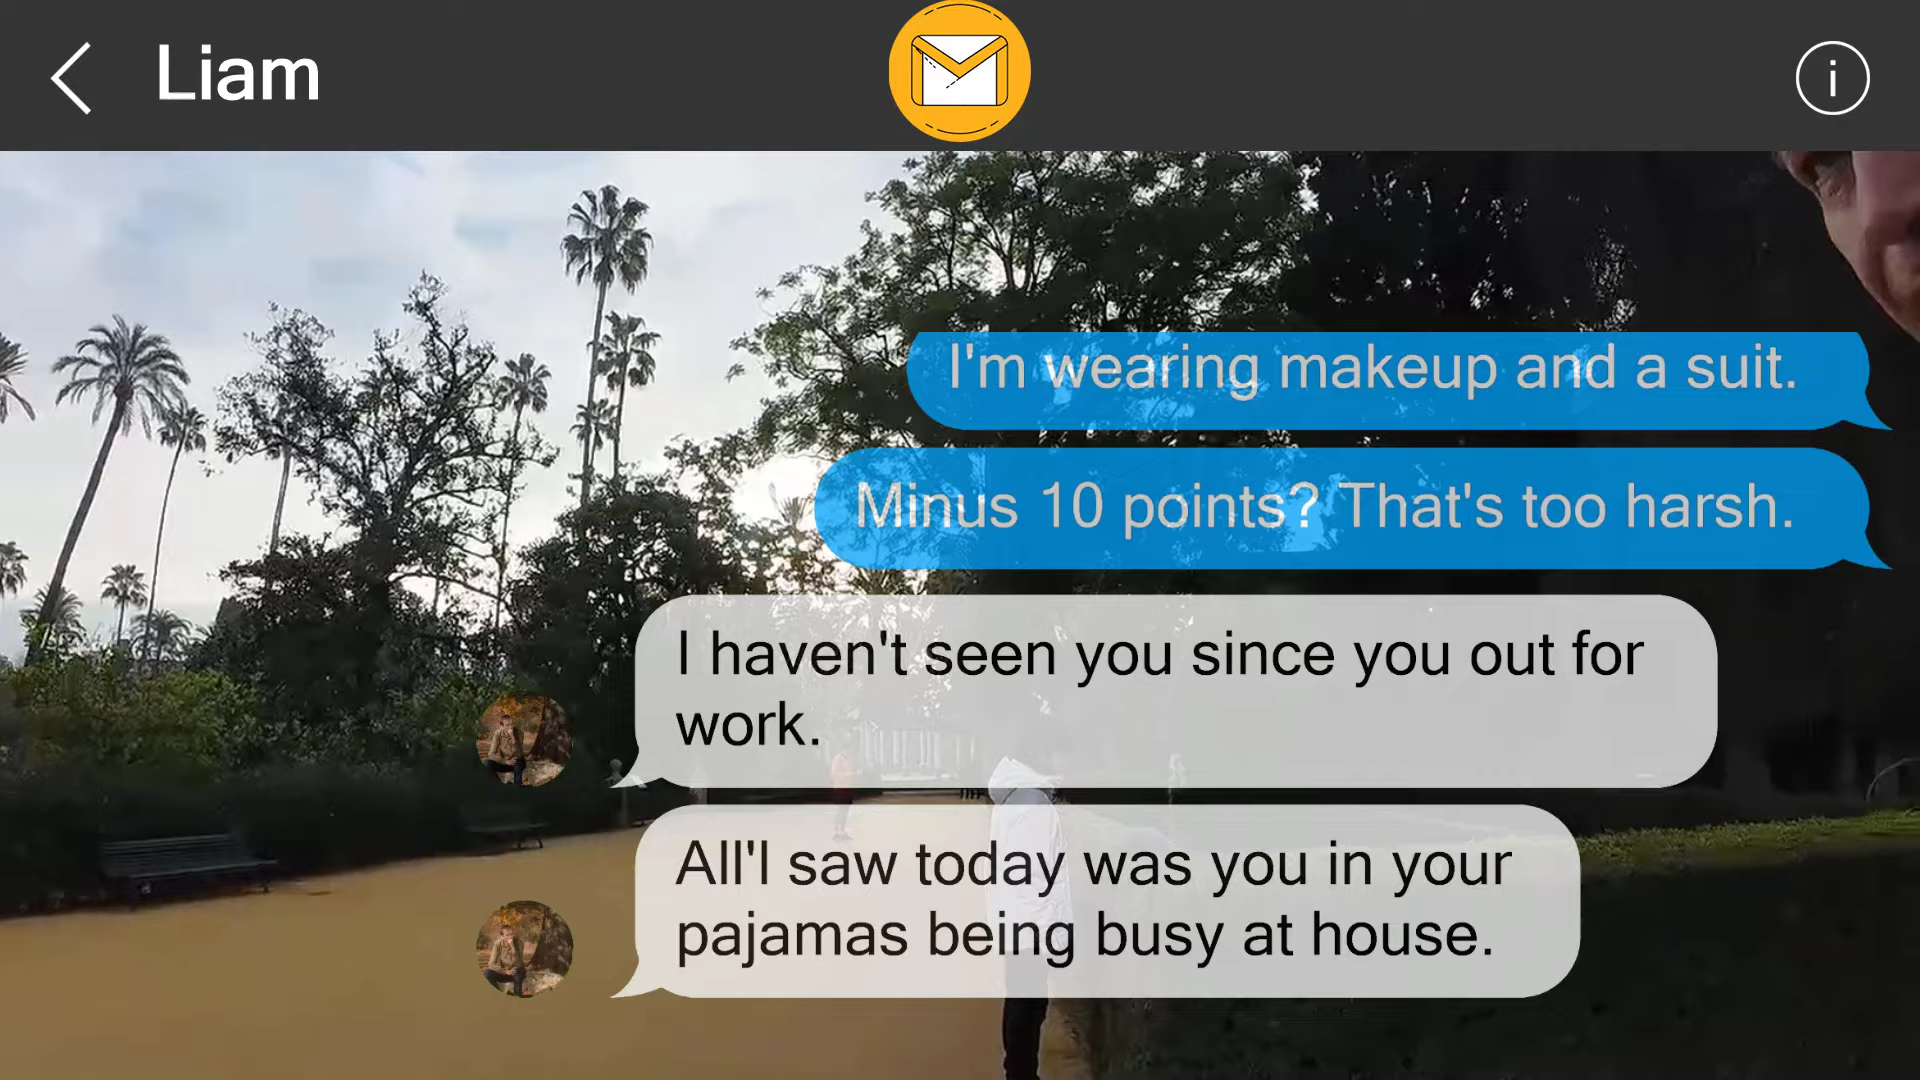 Liam
i
I'm wearing makeup and a suit.
Minus 10 points? That's too harsh.
I haven't seen you since you out for
work.
All'l saw today was you in your
pajamas being busy at house.